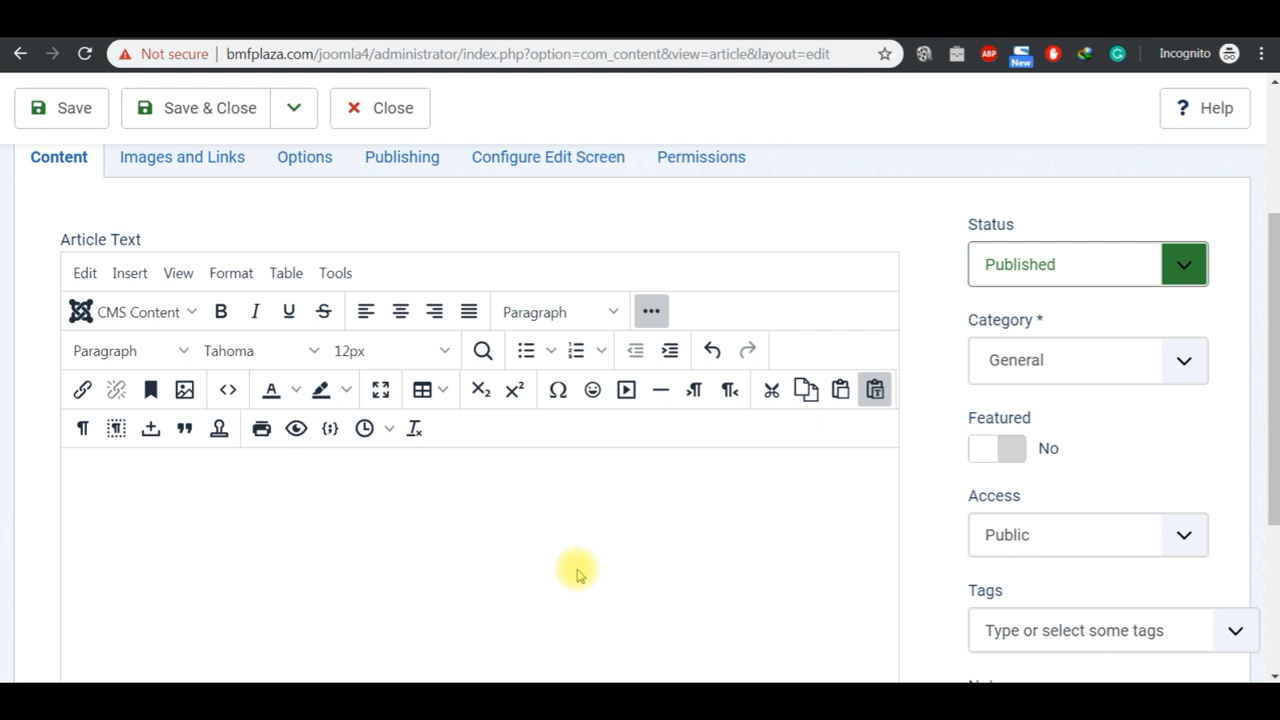 Not secure | bmfplaza.com/joomla4/administrator/index.php?option=com_content&view=article&layout=edit ABP New Incognito
Save Save & Close Close ? Help
Content Images and Links Options Publishing Configure Edit Screen Permissions
Article Text
Edit Insert View Format Table Tools
CMS Content B I U S Paragraph ...
Paragraph Tahoma 12px
Status
Published
Category *
General
Featured
No
Access
Public
Tags
Type or select some tags